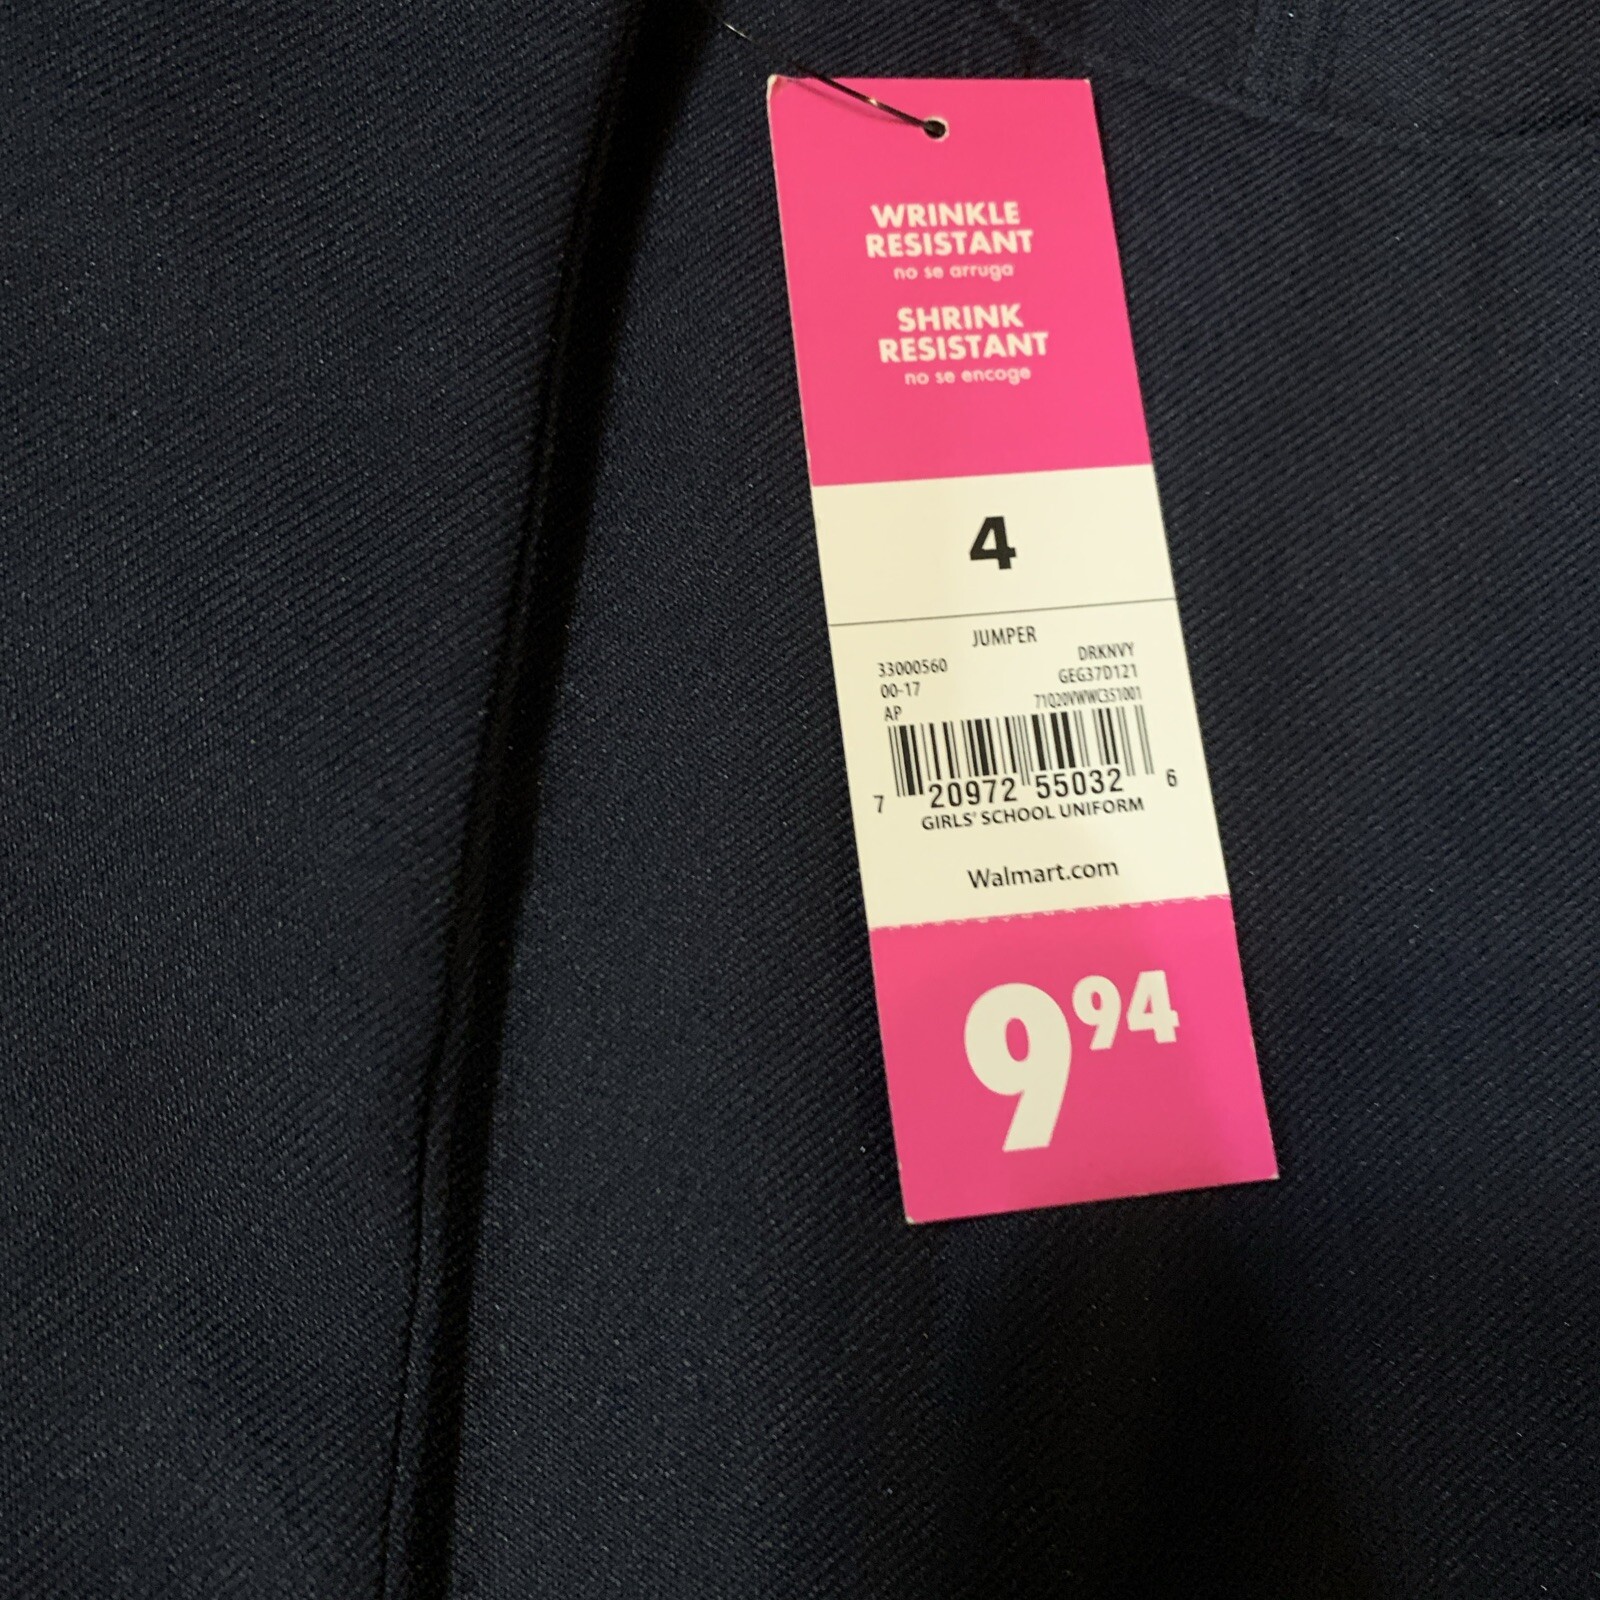 WRINKLE
RESISTANT
no se arruga
SHRINK
RESISTANT
no se encoge
4
JUMPER
33000560 DRKNVY
00-17 GEG37D121
AP 71Q20VWWC351001
7 20972 55032 6
GIRLS' SCHOOL UNIFORM
Walmart.com
9 94